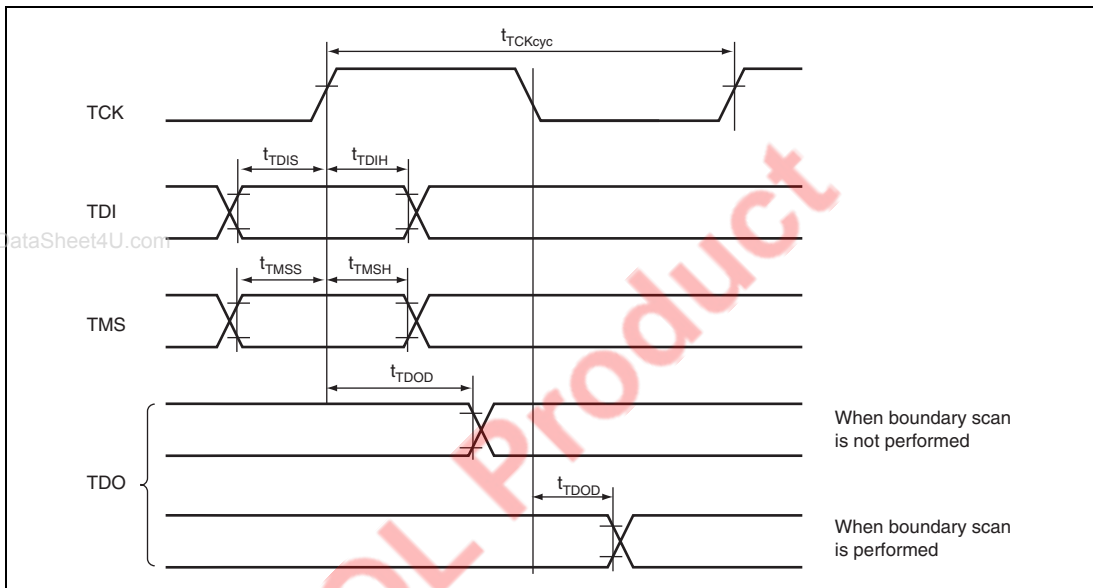 tTCKcyc
TCK
tTDIS
tTDIH
TDI
DataSheet4U.com
tTMSS
tTMSH
TMS
tTDOD
When boundary scan
is not performed
TDO
tTDOD
When boundary scan
is performed
OL Product